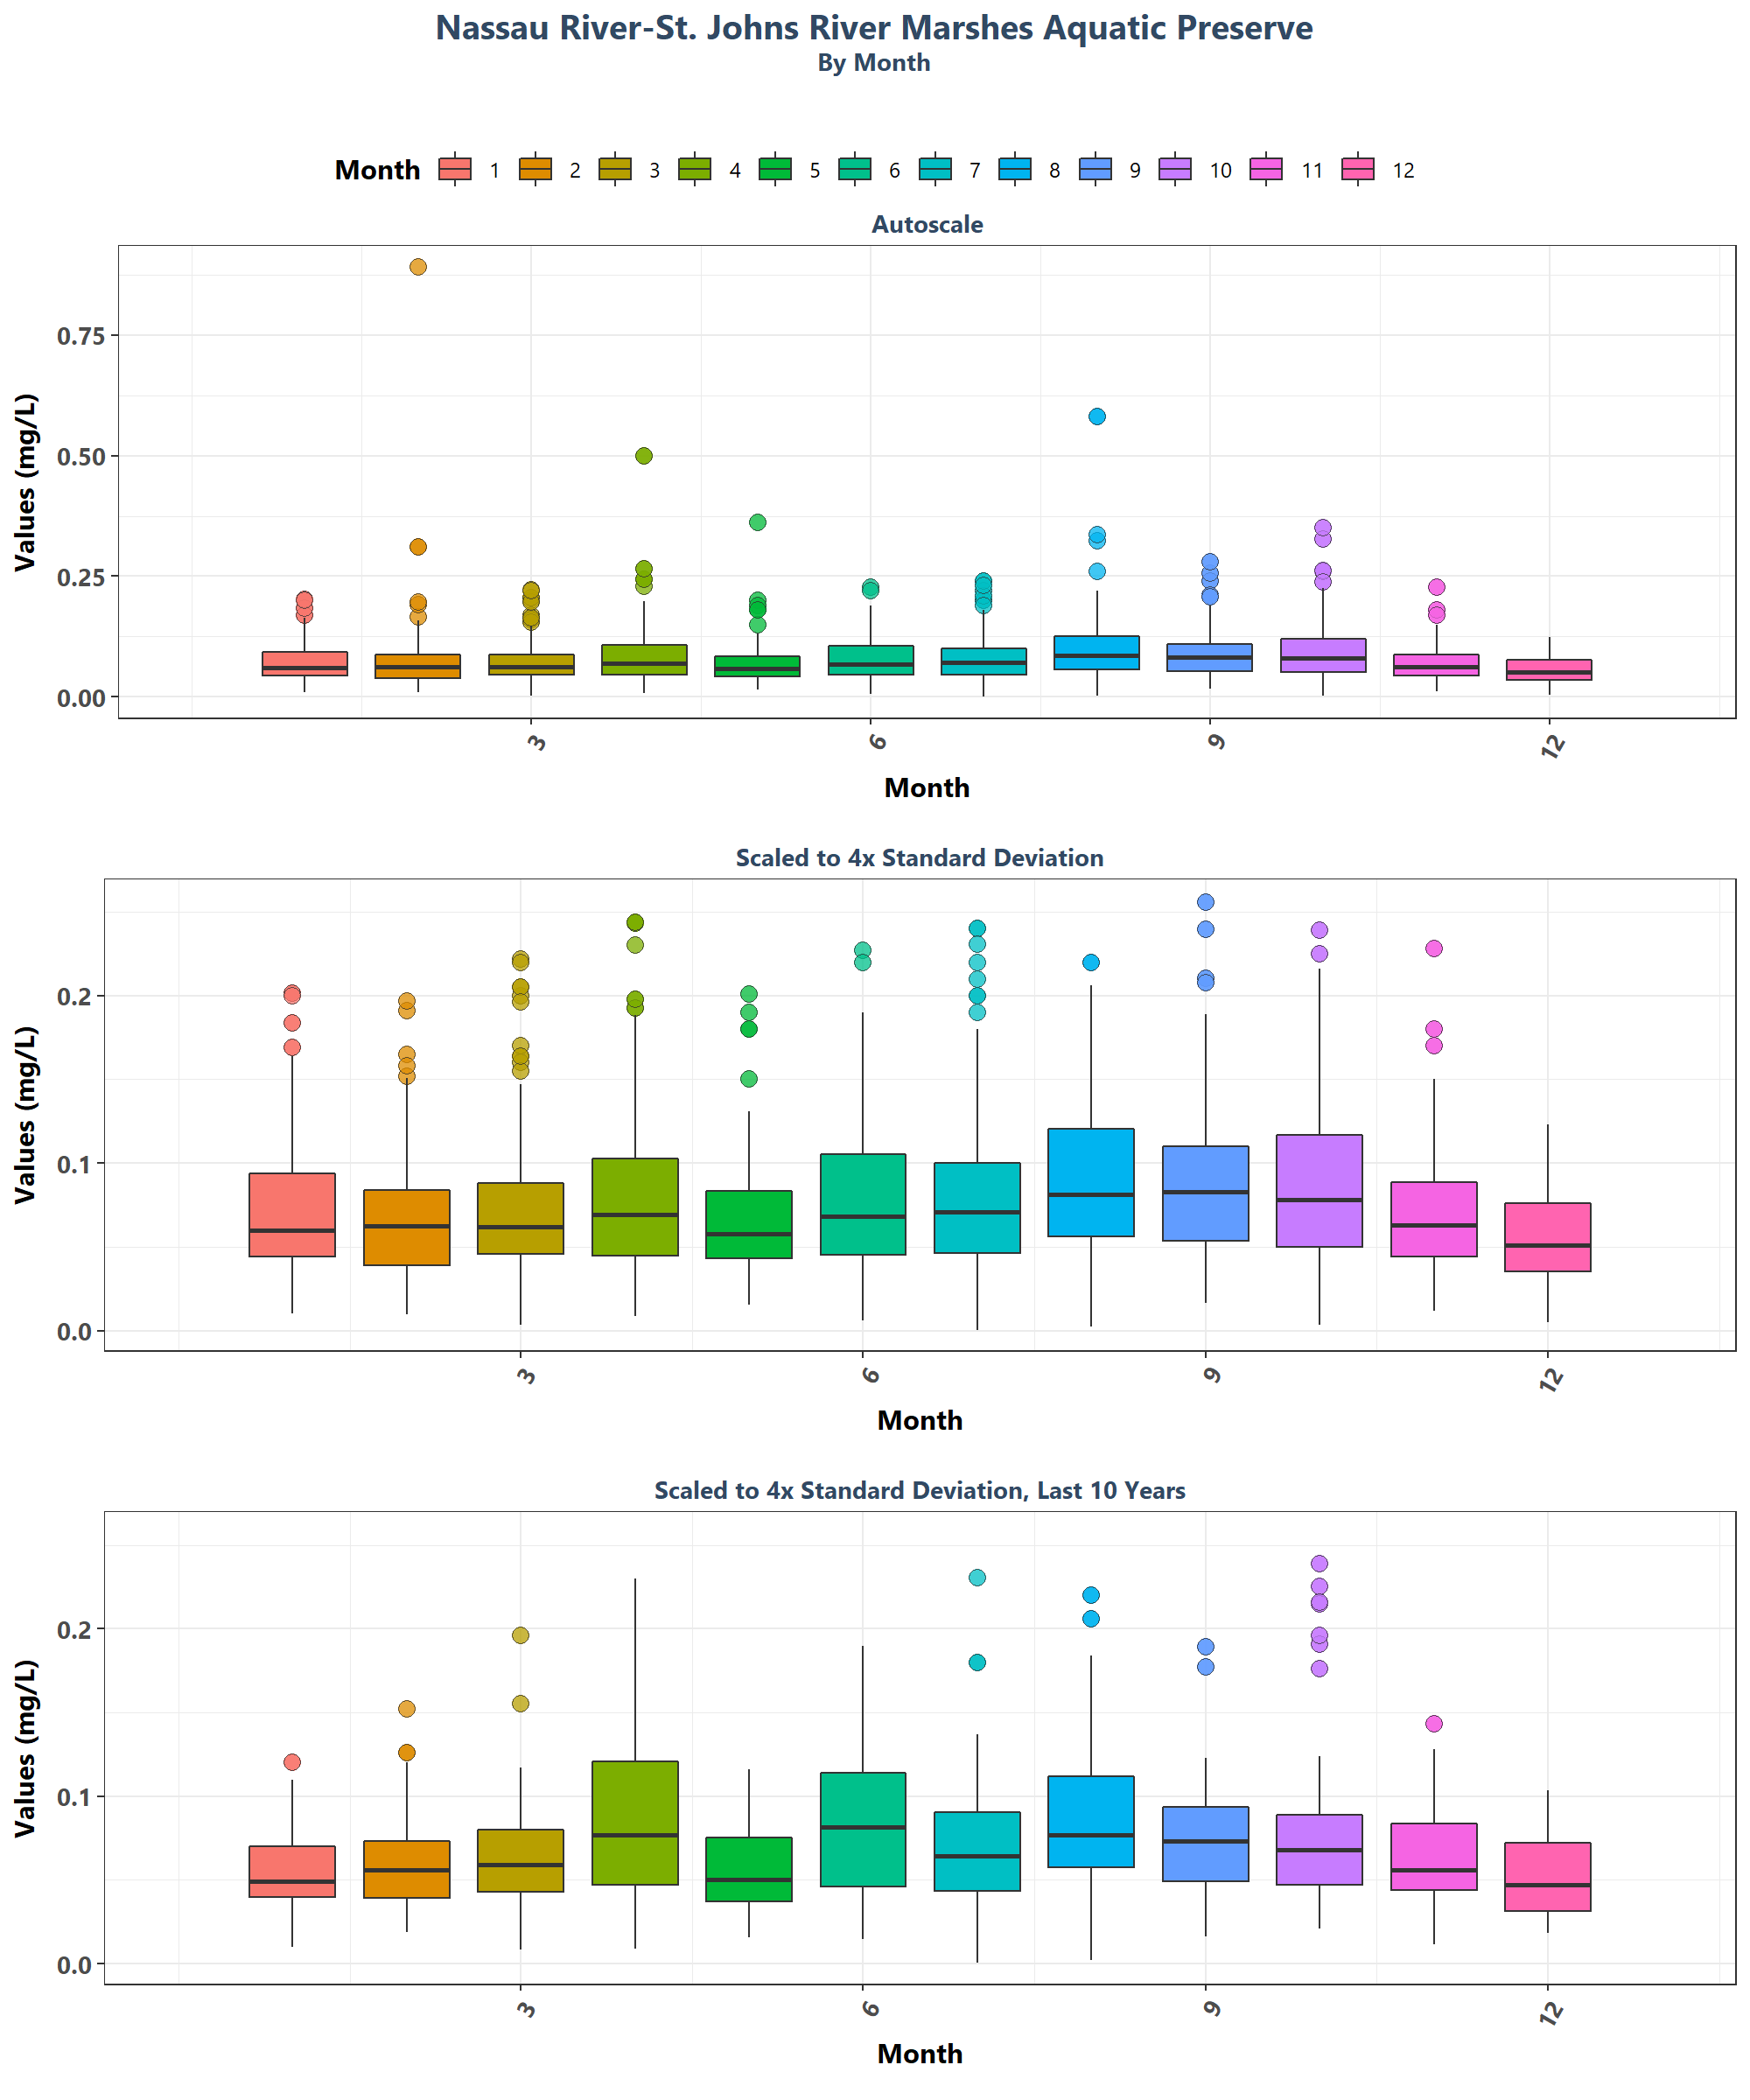 Nassau River-St. Johns River Marshes Aquatic Preserve
By Month
Month 1 2 3 4 5 6 7 8 9 10 11 12
Autoscale
Values (mg/L)
0.75
0.50
0.25
0.00
3 6 9 12
Month
Scaled to 4x Standard Deviation
Values (mg/L)
0.2
0.1
0.0
3 6 9 12
Month
Scaled to 4x Standard Deviation, Last 10 Years
Values (mg/L)
0.2
0.1
0.0
3 6 9 12
Month